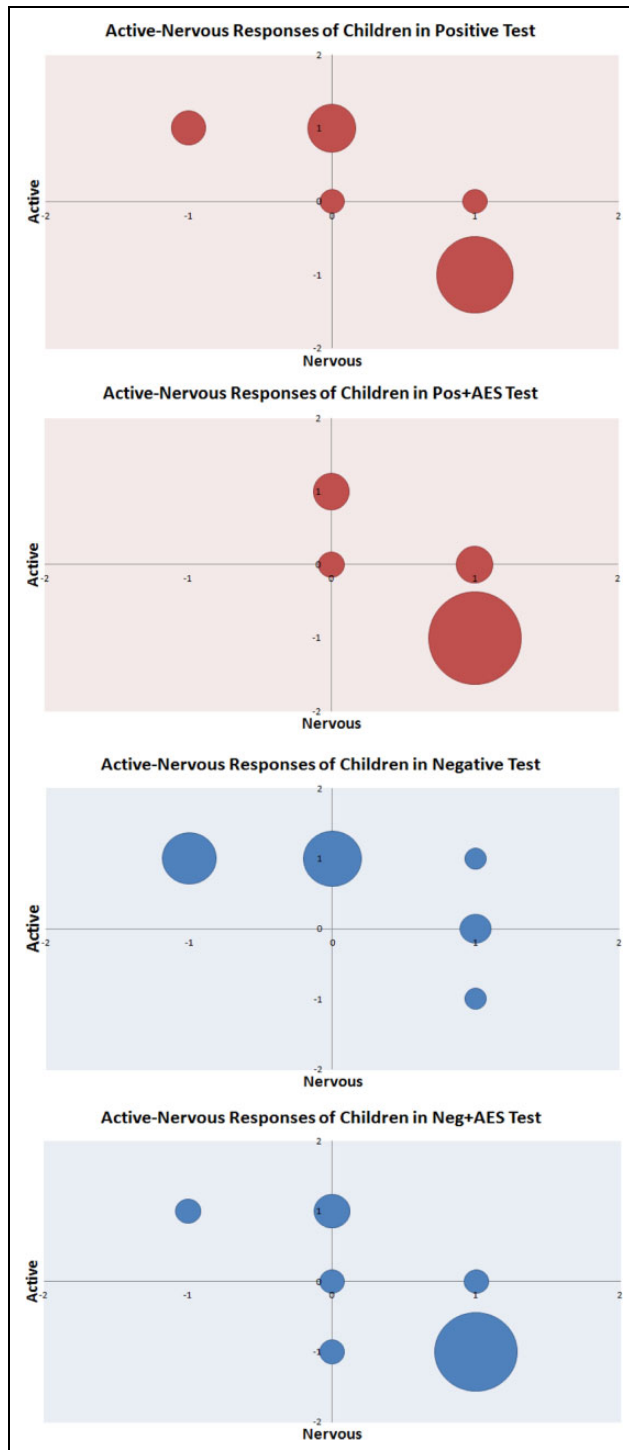 Active-Nervous Responses of Children in Positive Test
2
1
0
-2 -1 0 1 2
-1
-2
Active
Nervous
Active-Nervous Responses of Children in Pos+AES Test
2
1
0
-2 -1 0 1 2
-1
-2
Active
Nervous
Active-Nervous Responses of Children in Negative Test
2
1
0
-2 -1 0 1 2
-1
-2
Active
Nervous
Active-Nervous Responses of Children in Neg+AES Test
2
1
0
-2 -1 0 1 2
-1
-2
Active
Nervous